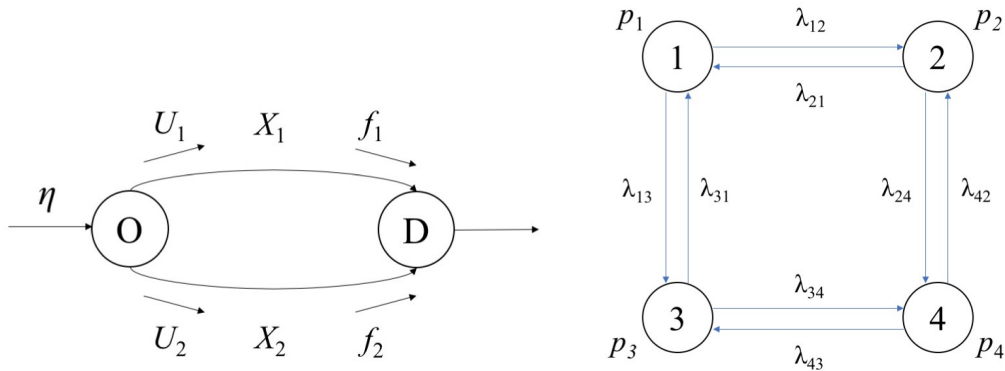 U₁ X₁ f₁
η
O D
U₂ X₂ f₂
p₁ λ₁₂ p₂
1 2
λ₂₁
λ₁₃ λ₃₁ λ₂₄ λ₄₂
λ₃₄
3 4
p₃ λ₄₃ p₄